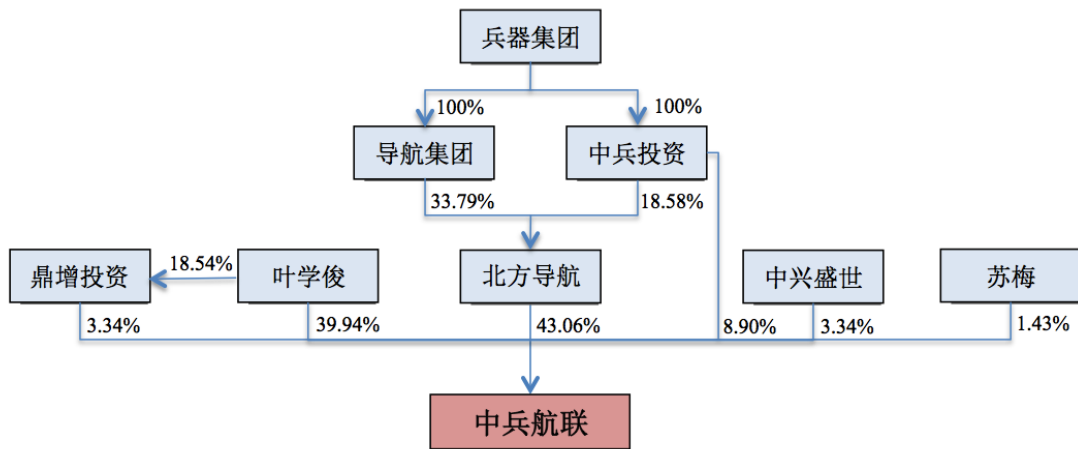 兵器集团
100%
100%
导航集团
中兵投资
33.79%
18.58%
鼎增投资
18.54%
叶学俊
北方导航
中兴盛世
苏梅
3.34%
39.94%
43.06%
8.90%
3.34%
1.43%
中兵航联